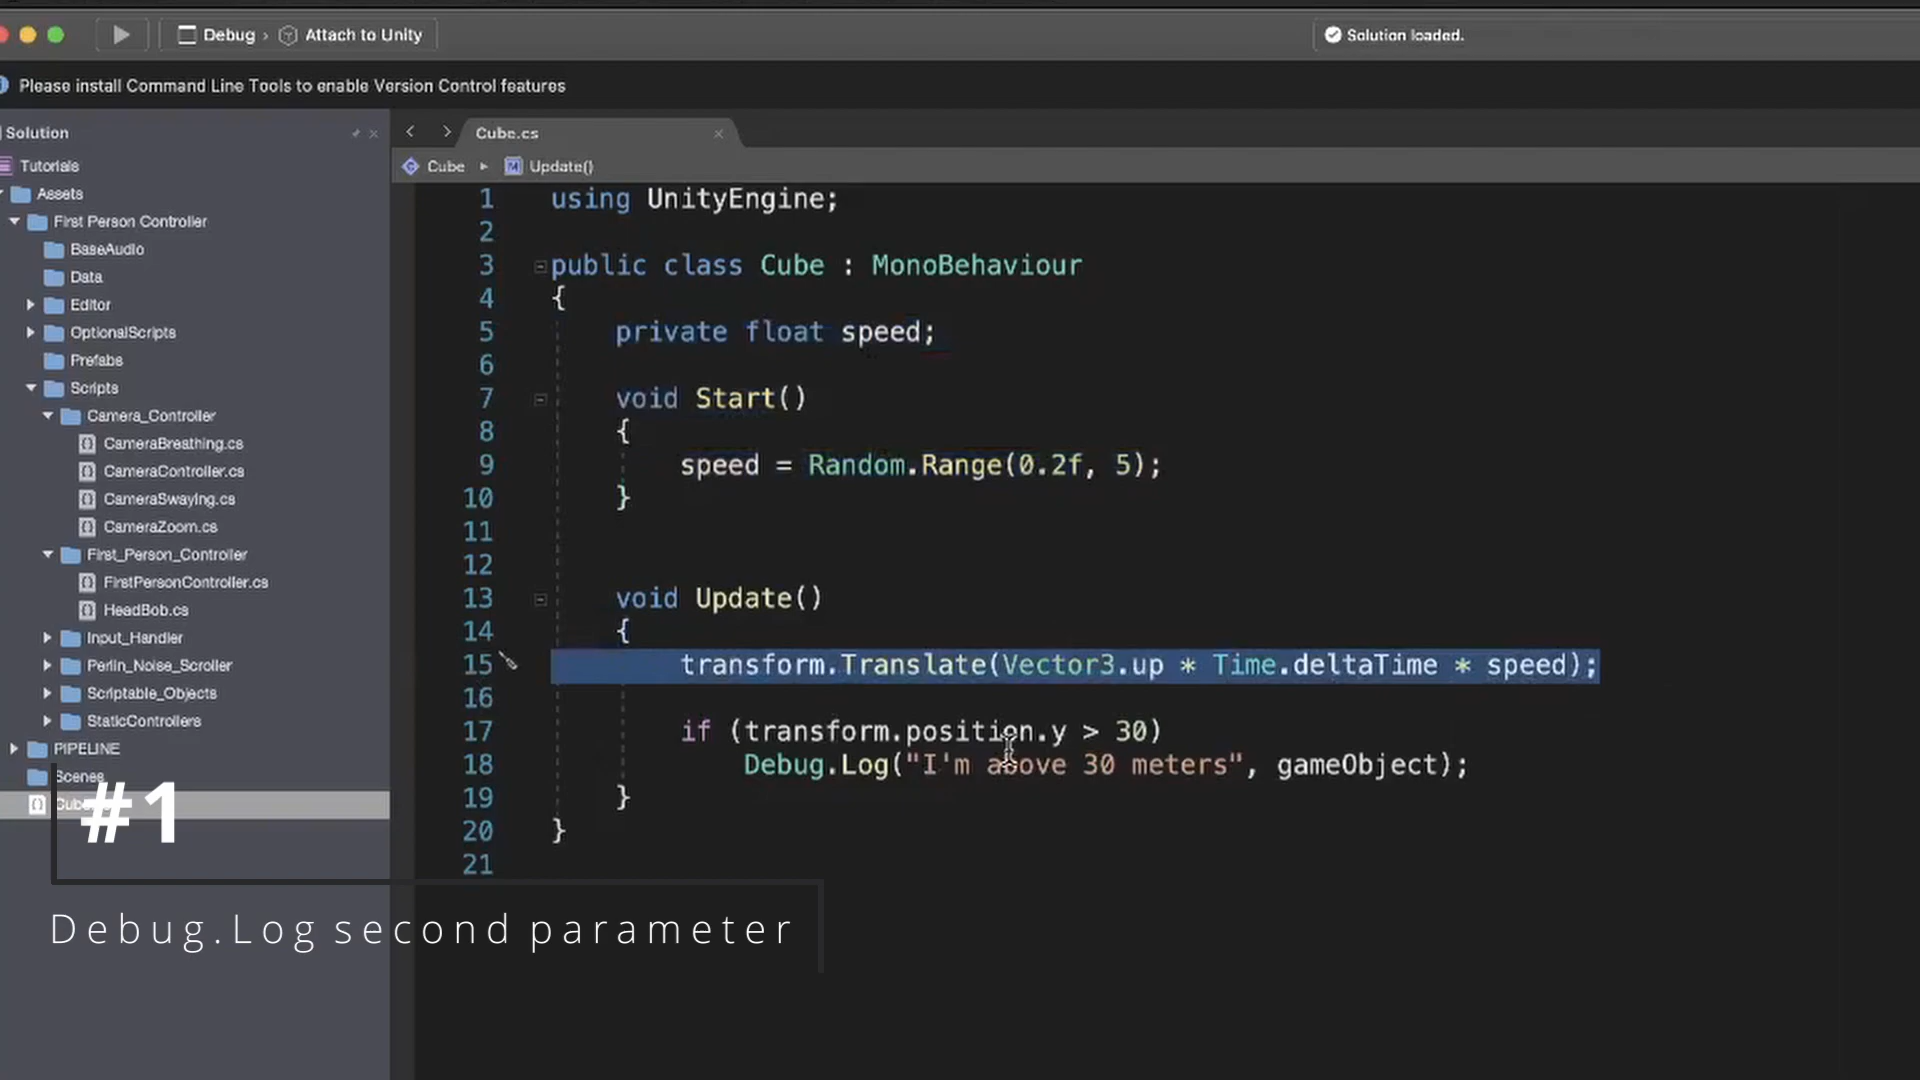 Debug › Attach to Unity
Solution loaded.
Please install Command Line Tools to enable Version Control features
Solution
Tutorials
Assets
First Person Controller
BaseAudio
Data
Editor
OptionalScripts
Prefabs
Scripts
Camera_Controller
CameraBreathing.cs
CameraController.cs
CameraSwaying.cs
CameraZoom.cs
First_Person_Controller
FirstPersonController.cs
HeadBob.cs
Input_Handler
Perlin_Noise_Scroller
Scriptable_Objects
StaticControllers
PIPELINE
Scenes
Cube.cs
Cube ▸ Update()
1 using UnityEngine;
2
3 public class Cube : MonoBehaviour
4 {
5 private float speed;
6
7 void Start()
8 {
9 speed = Random.Range(0.2f, 5);
10 }
11
12
13 void Update()
14 {
15 transform.Translate(Vector3.up * Time.deltaTime * speed);
16
17 if (transform.position.y > 30)
18 Debug.Log("I'm above 30 meters", gameObject);
19 }
20 }
21
#1
Debug.Log second parameter